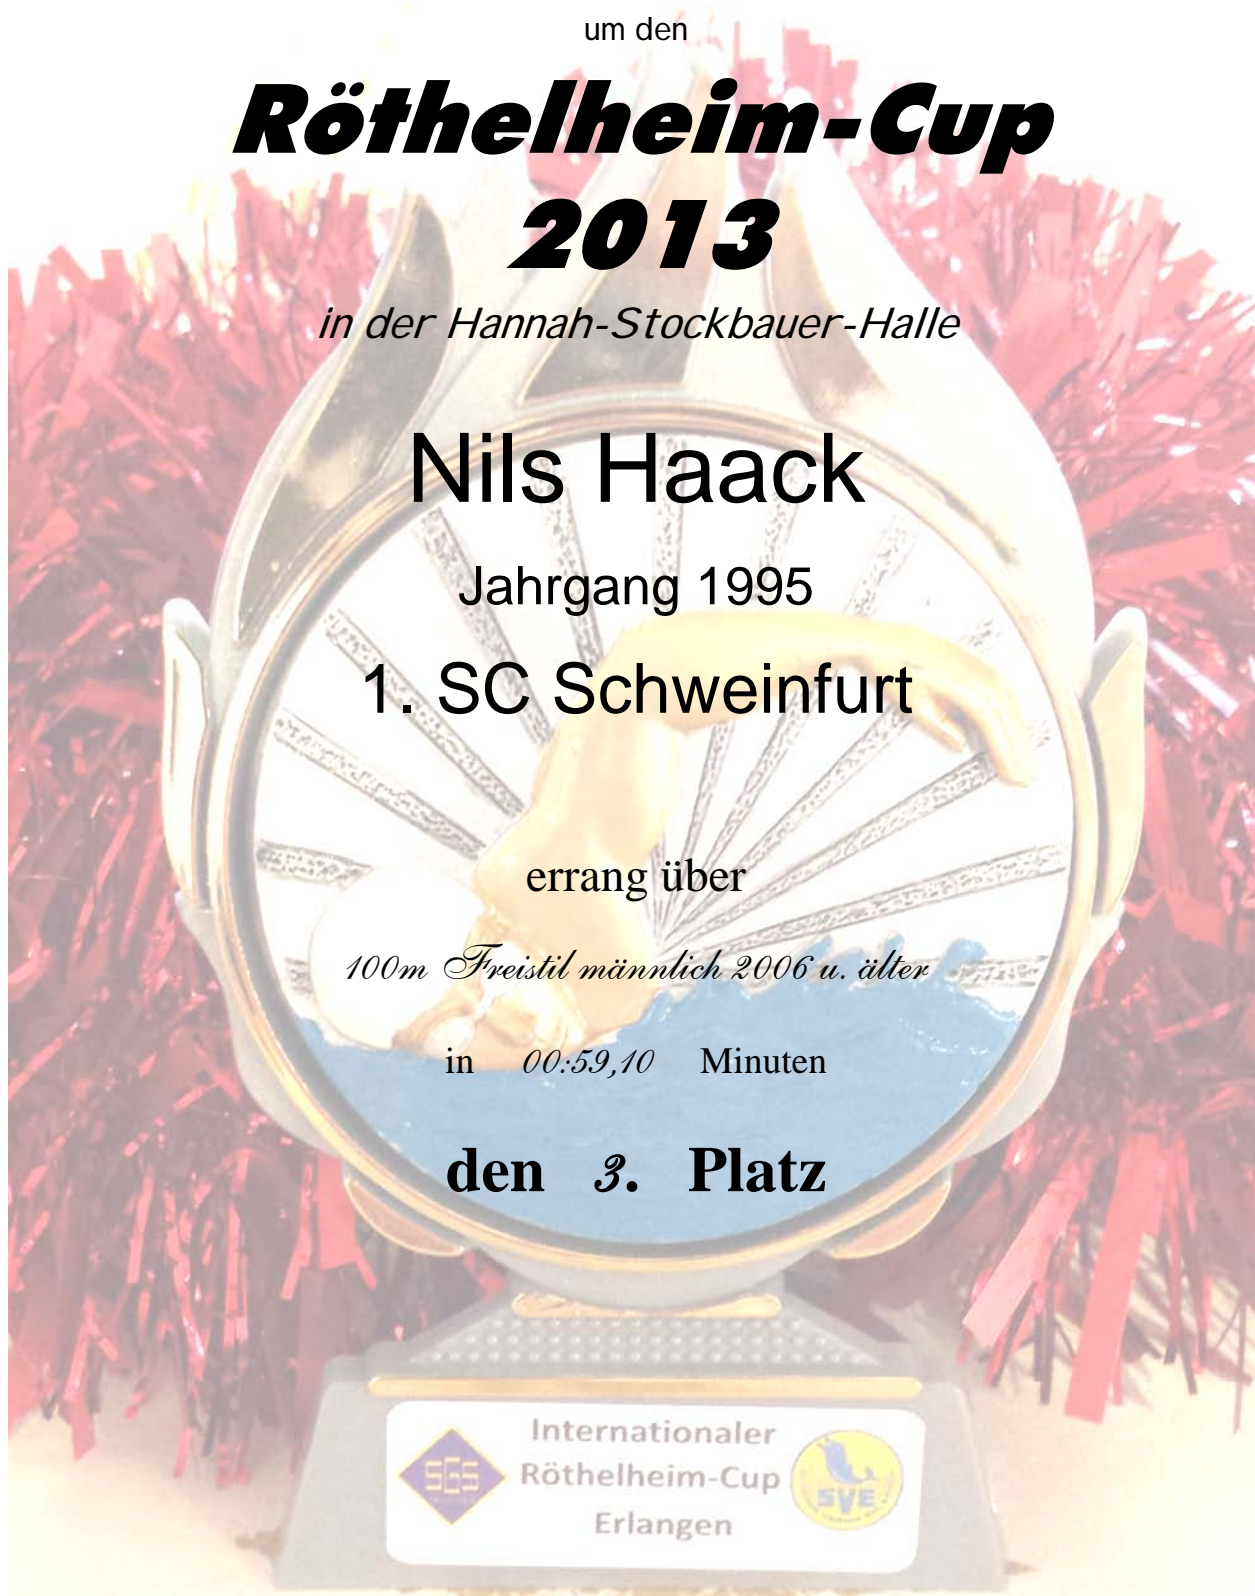 um den
Röthelheim-Cup
2013
in der Hannah-Stockbauer-Halle
Nils Haack
Jahrgang 1995
1. SC Schweinfurt
errang über
100m Freistil männlich 2006 u. älter
in 00:59,10 Minuten
den 3. Platz
Internationaler
SGS Röthelheim-Cup SVE
Erlangen